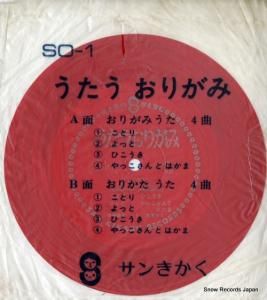 SO-1
うたう おりがみ
A面 おりがみうた 4曲
① ことり
② よっと
③ ひこうき
④ やっこさんとはかま
B面 おりかた うた 4曲
① ことり
② よっと
③ ひこうき
④ やっこさんとはかま
サンきかく
Snow Records Japan